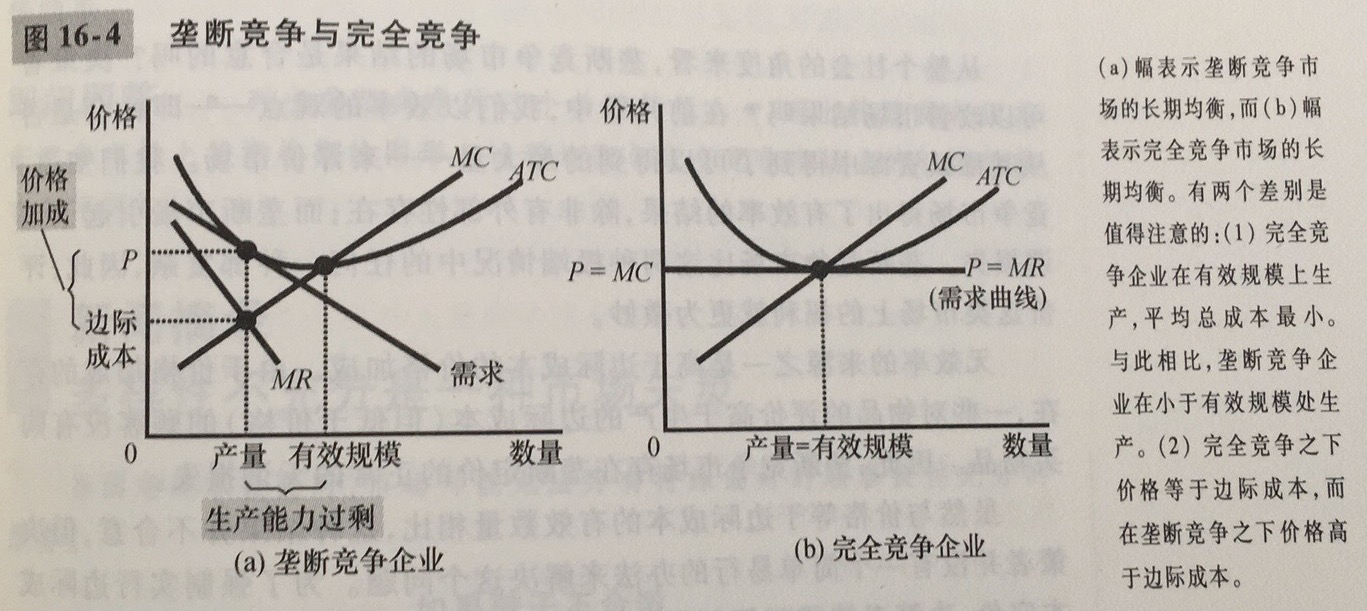 图 16-4 垄断竞争与完全竞争
价格
价格
加成
P
边际
成本
MC
ATC
MR
需求
0
产量
有效规模
数量
生产能力过剩
(a) 垄断竞争企业
价格
MC
ATC
P = MC
P = MR
(需求曲线)
0
产量=有效规模
数量
(b) 完全竞争企业
(a)幅表示垄断竞争市
场的长期均衡,而(b)幅
表示完全竞争市场的长
期均衡。有两个差别是
值得注意的:(1) 完全竞
争企业在有效规模上生
产,平均总成本最小。
与此相比,垄断竞争企
业在小于有效规模处生
产。(2) 完全竞争之下
价格等于边际成本,而
在垄断竞争之下价格高
于边际成本。